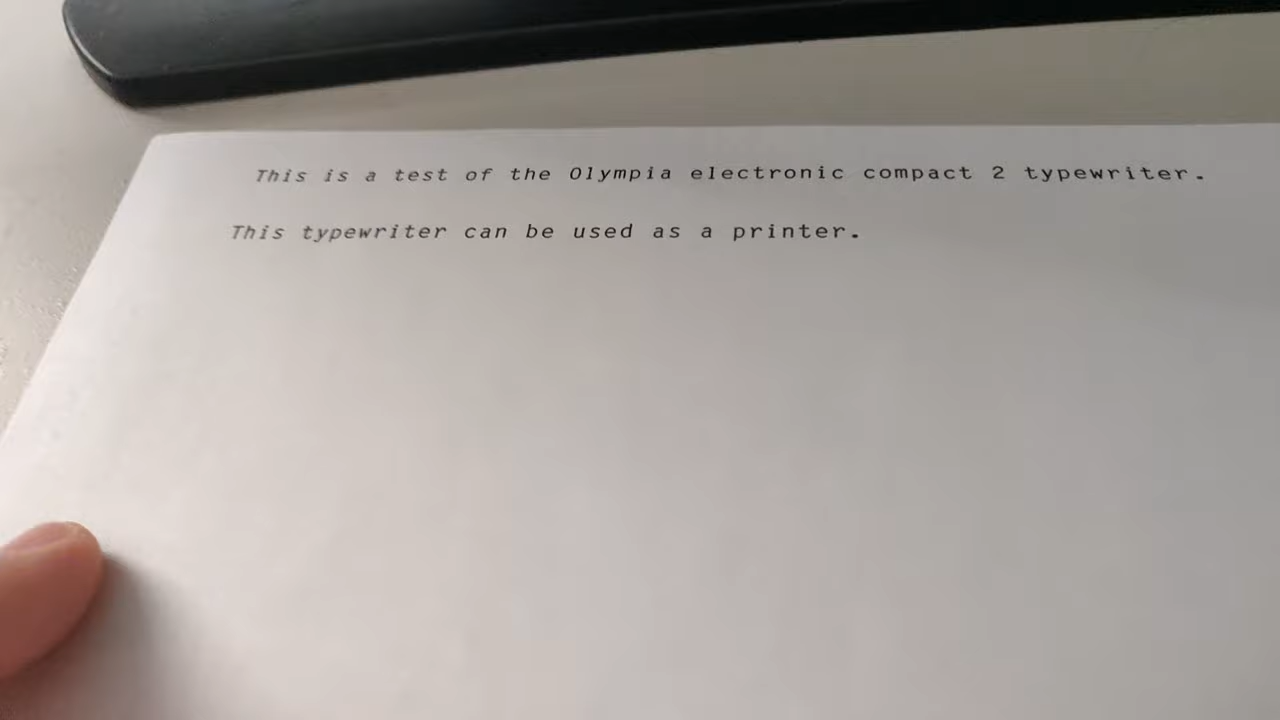 This is a test of the Olympia electronic compact 2 typewriter.
This typewriter can be used as a printer.